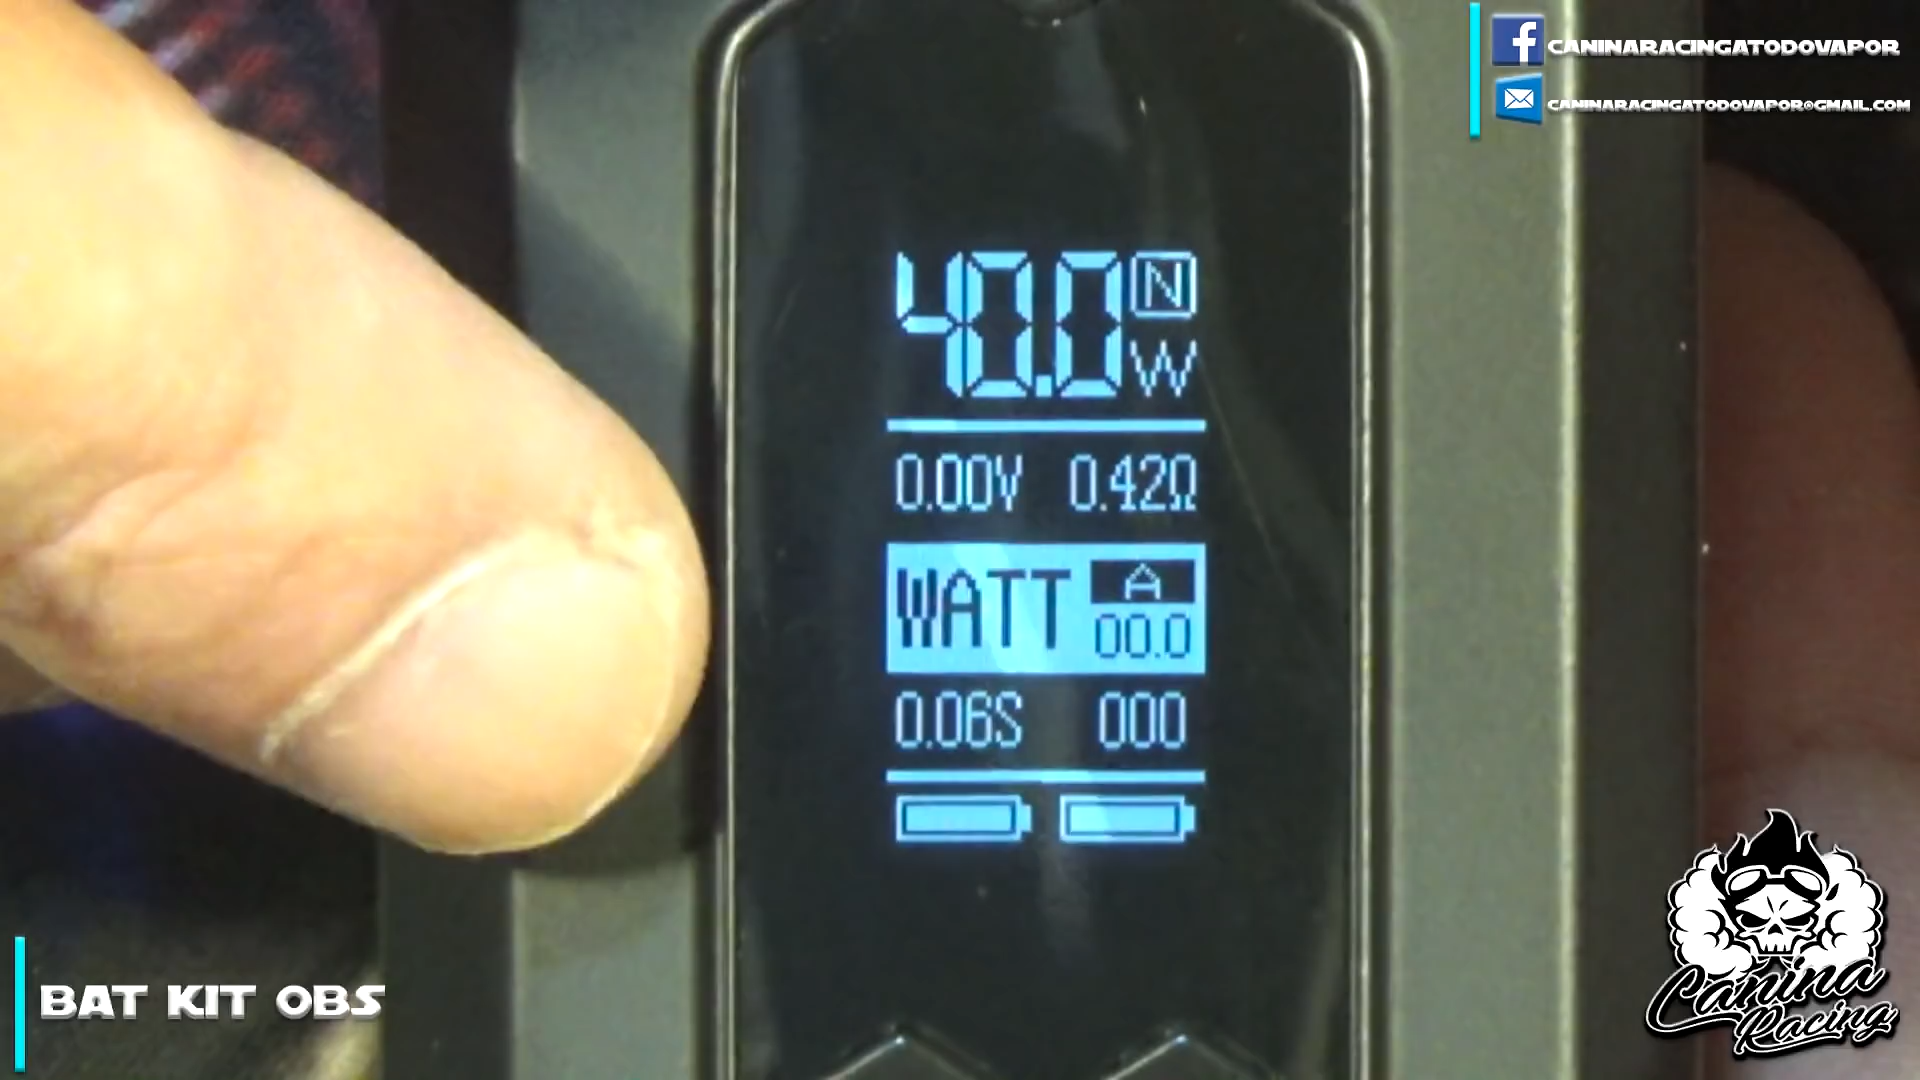 CANINARACINGATODOVAPOR
CANINARACINGATODOVAPOR@GMAIL.COM
40.0 N
W
0.00V 0.42Ω
WATT A
00.0
0.06S 000
BAT KIT OBS
Canina
Racing